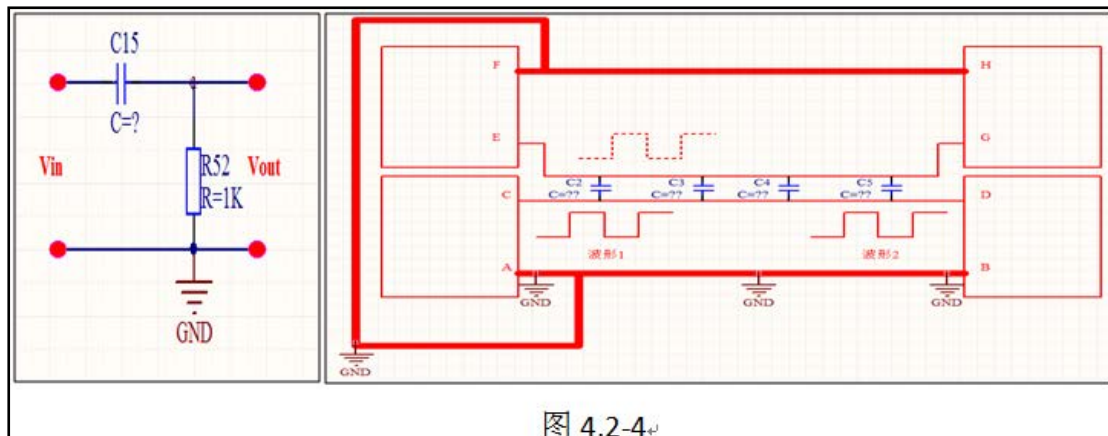 C15
C=?
Vin
R52
R=1K
Vout
GND
F
H
E
G
C2
C=??
C3
C=??
C4
C=??
C5
C=??
C
D
波形1
波形2
A
B
GND
GND
GND
GND
图 4.2-4